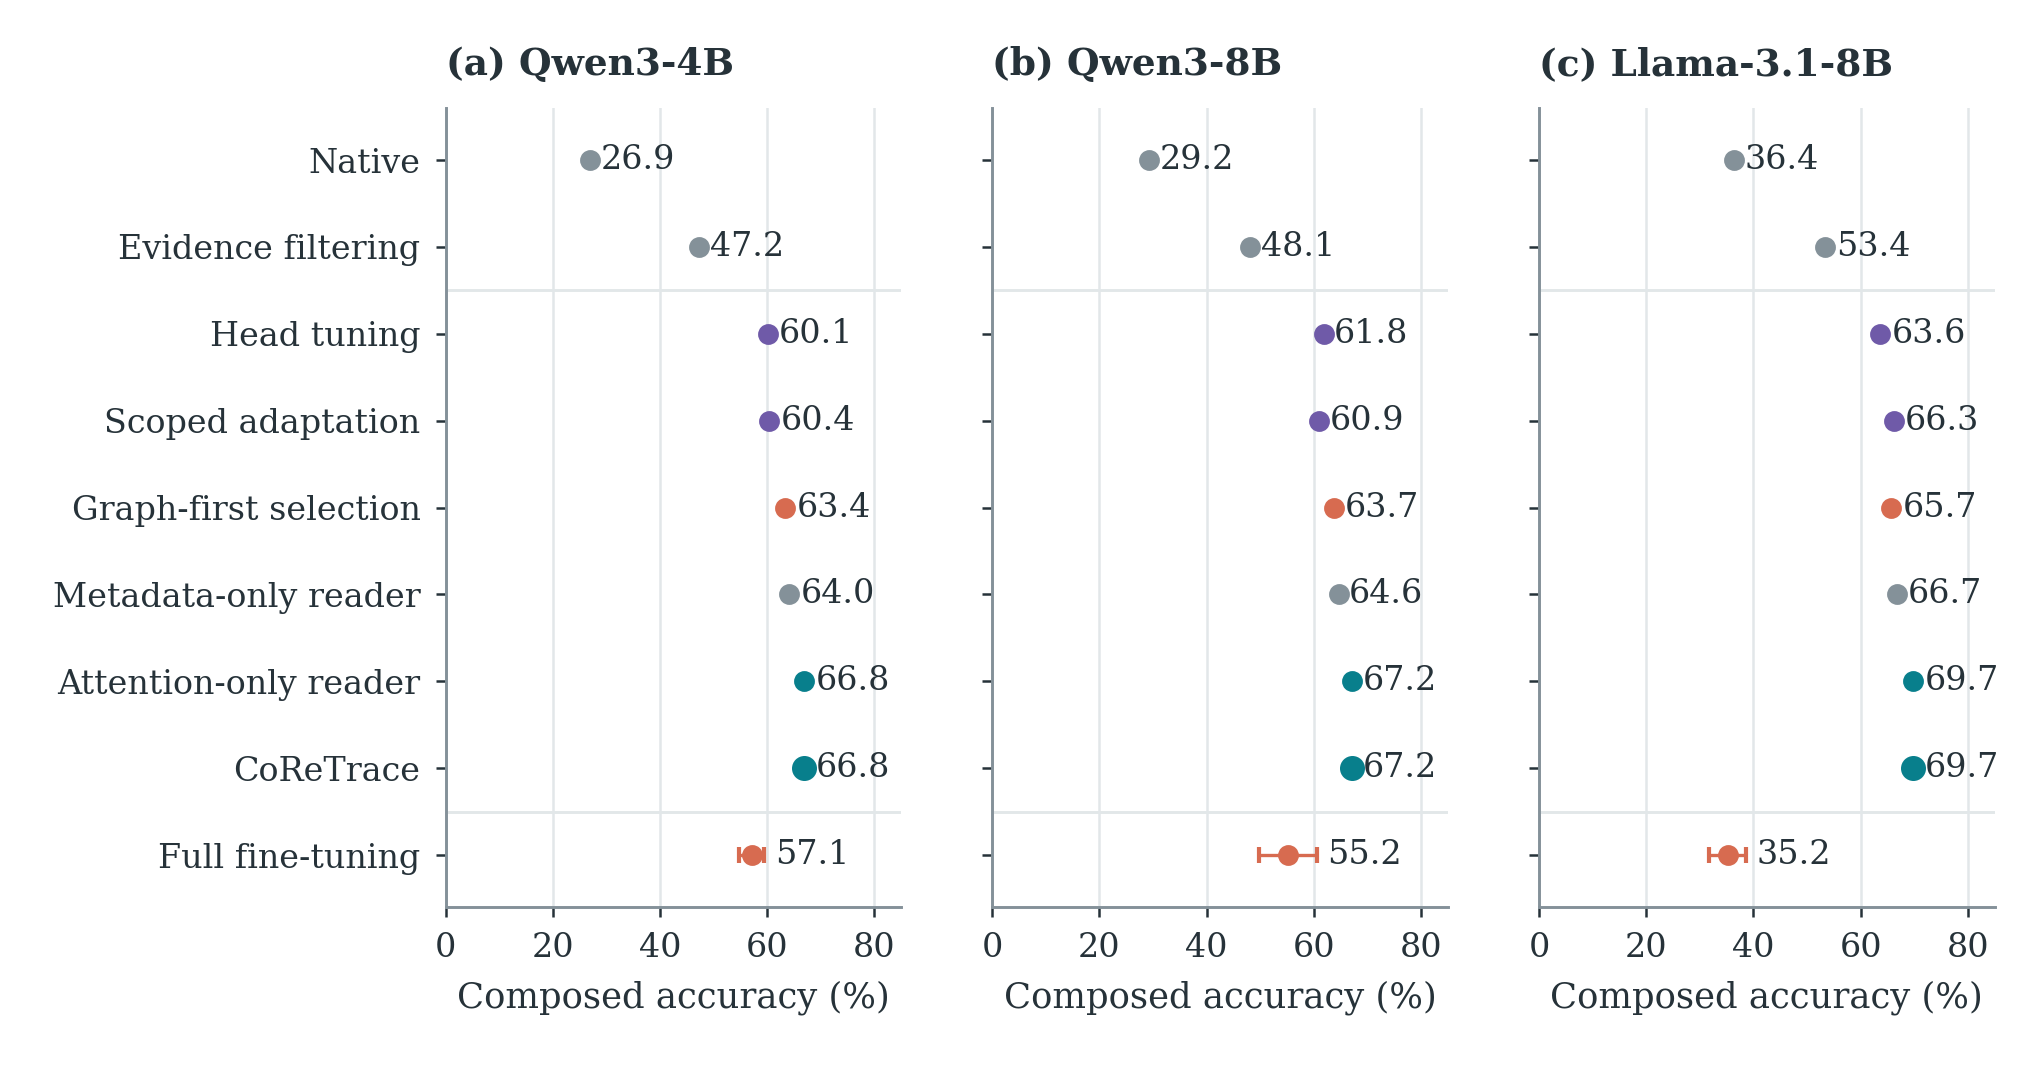 (a) Qwen3-4B
(b) Qwen3-8B
(c) Llama-3.1-8B
Native 26.9 29.2 36.4
Evidence filtering 47.2 48.1 53.4
Head tuning 60.1 61.8 63.6
Scoped adaptation 60.4 60.9 66.3
Graph-first selection 63.4 63.7 65.7
Metadata-only reader 64.0 64.6 66.7
Attention-only reader 66.8 67.2 69.7
CoReTrace 66.8 67.2 69.7
Full fine-tuning 57.1 55.2 35.2
0 20 40 60 80 0 20 40 60 80 0 20 40 60 80
Composed accuracy (%) Composed accuracy (%) Composed accuracy (%)